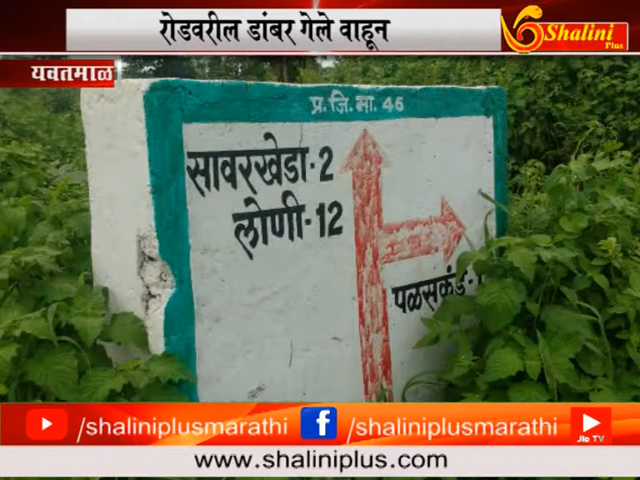 रोडवरील डांबर गेले वाहून
Shalini
Plus
यवतमाळ
प्र.जि.मा. 46
सावरखेडा-2
लोणी-12
पळसकुंड-
/shaliniplusmarathi
/shaliniplusmarathi
Jio TV
www.shaliniplus.com